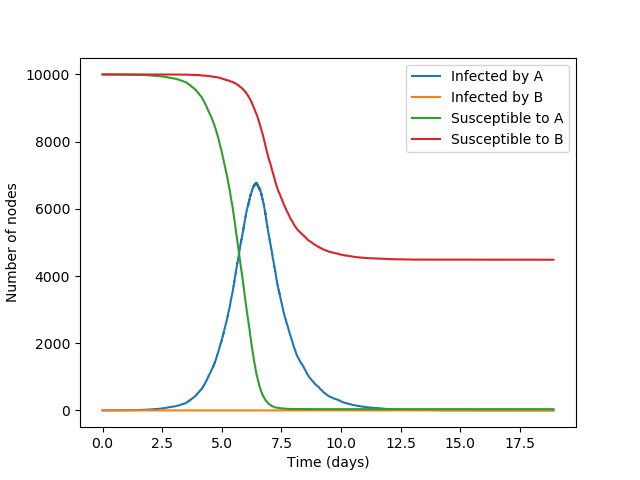 Infected by A
Infected by B
Susceptible to A
Susceptible to B
10000
8000
6000
4000
2000
0
Number of nodes
0.0 2.5 5.0 7.5 10.0 12.5 15.0 17.5
Time (days)